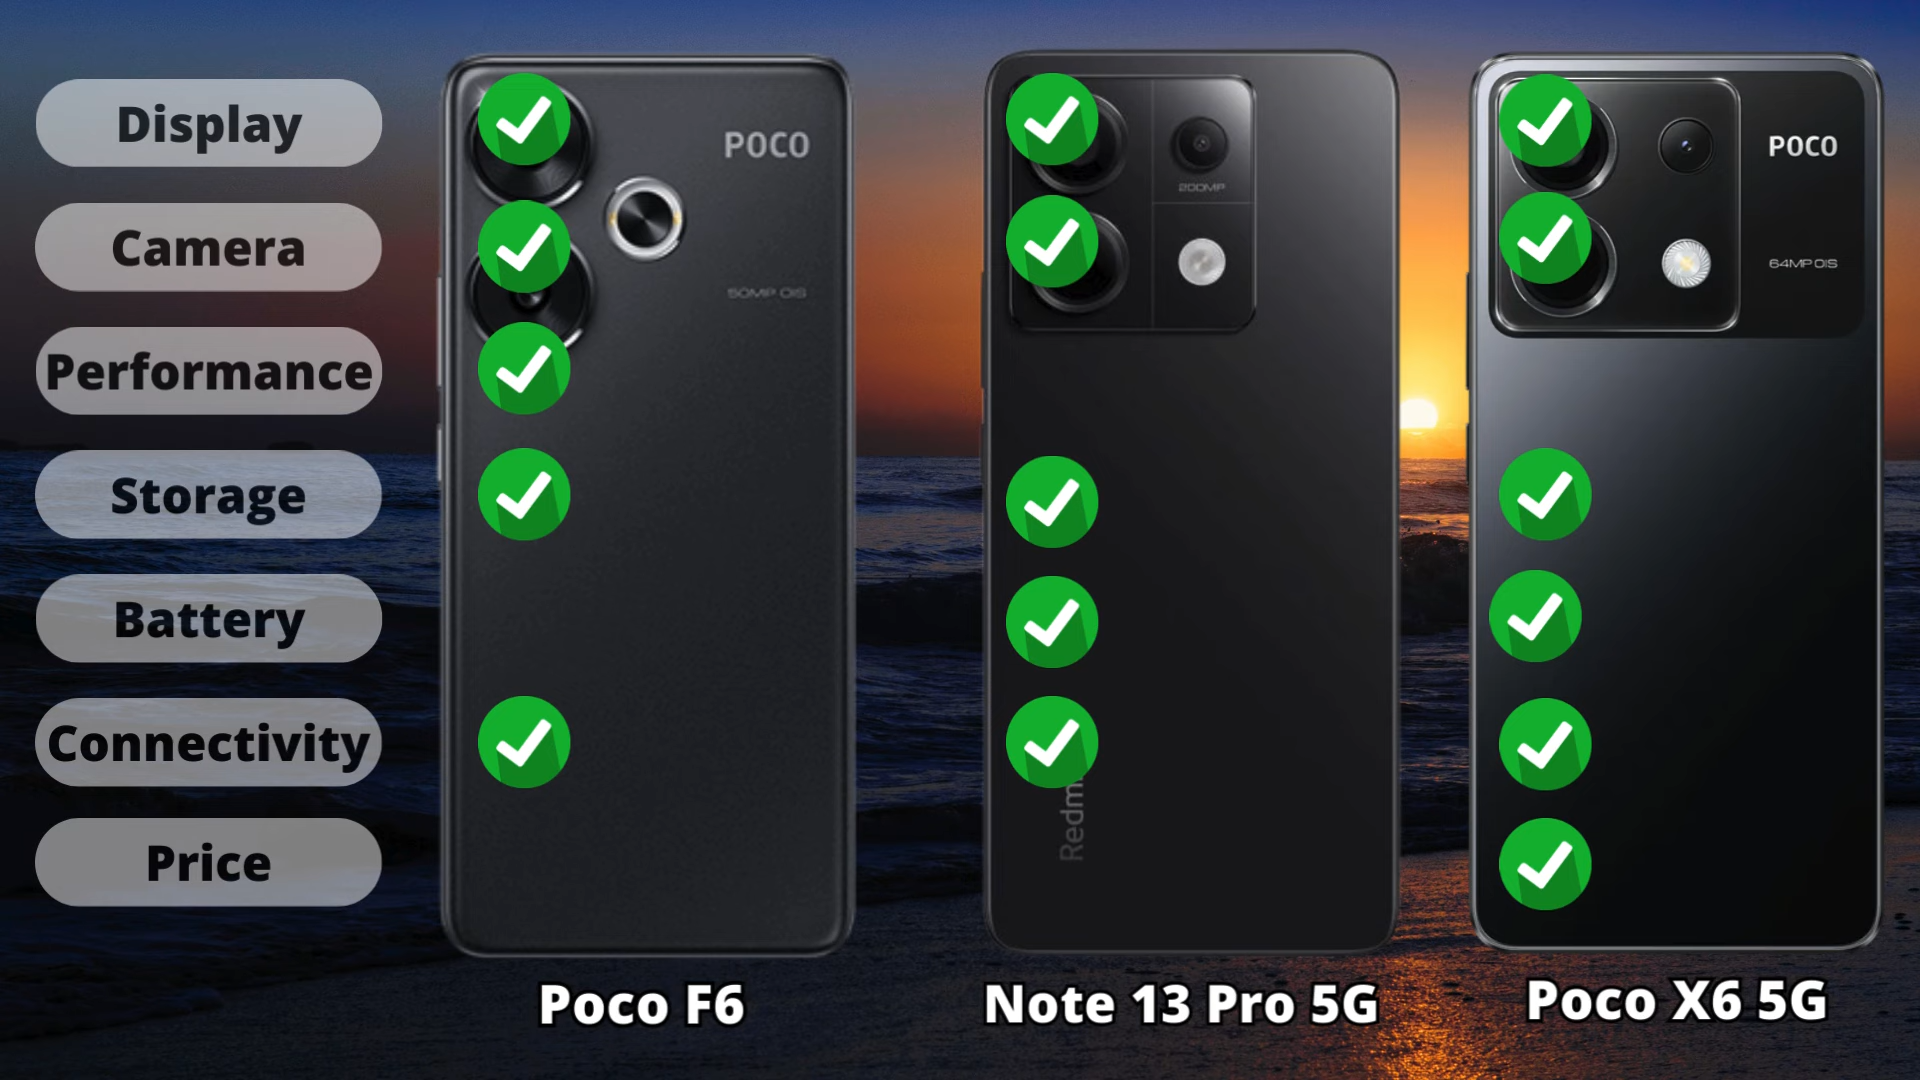 Display
Camera
Performance
Storage
Battery
Connectivity
Price
POCO
50MP OIS
200MP
Redm
POCO
64MP OIS
Poco F6
Note 13 Pro 5G
Poco X6 5G